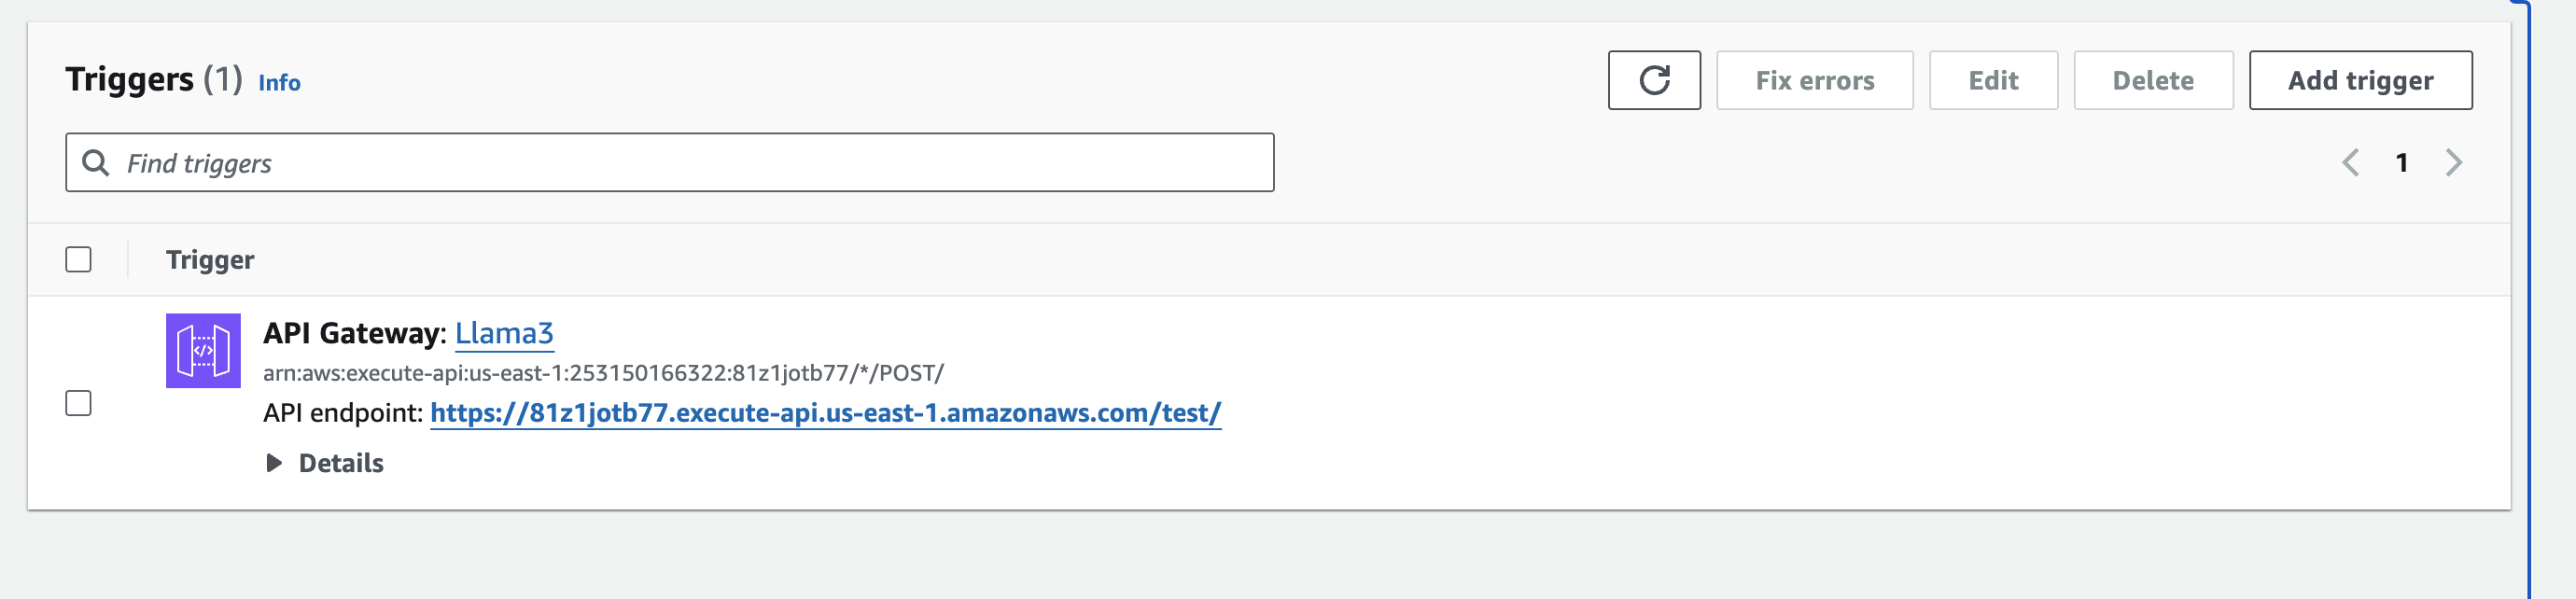 Triggers (1) Info
Fix errors
Edit
Delete
Add trigger
Find triggers
1
Trigger
</>
API Gateway: Llama3
arn:aws:execute-api:us-east-1:253150166322:81z1jotb77/*/POST/
API endpoint: https://81z1jotb77.execute-api.us-east-1.amazonaws.com/test/
Details